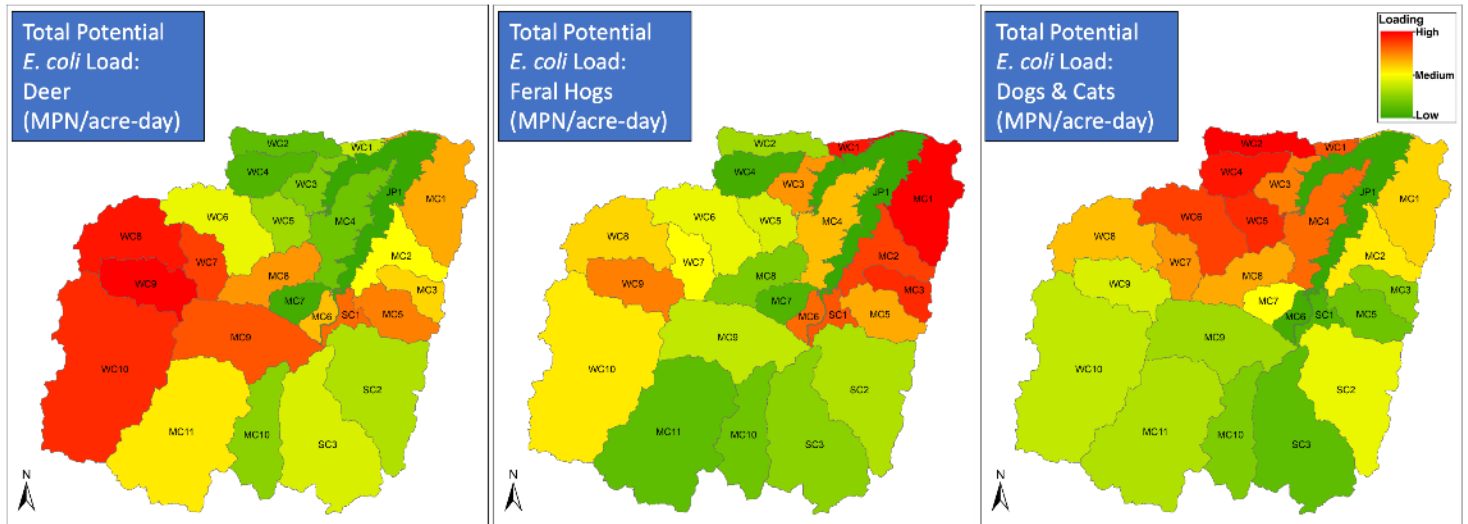 Total Potential
E. coli Load:
Deer
(MPN/acre-day)
WC2
WC1
WC4
WC3
JP1
MC1
WC6
WC5
MC4
WC8
WC7
MC2
MC8
WC9
MC3
MC7
MC6
SC1
MC5
MC9
WC10
SC2
MC11
MC10
SC3
N
Total Potential
E. coli Load:
Feral Hogs
(MPN/acre-day)
WC2
WC1
WC4
WC3
JP1
MC1
WC6
WC5
MC4
WC8
WC7
MC2
MC8
WC9
MC3
MC7
MC6
SC1
MC5
MC9
WC10
SC2
MC11
MC10
SC3
N
Total Potential
E. coli Load:
Dogs & Cats
(MPN/acre-day)
Loading
High
Medium
Low
WC2
WC1
WC4
WC3
JP1
MC1
WC6
WC5
MC4
WC8
WC7
MC2
MC8
WC9
MC3
MC7
MC6
SC1
MC5
MC9
WC10
SC2
MC11
MC10
SC3
N